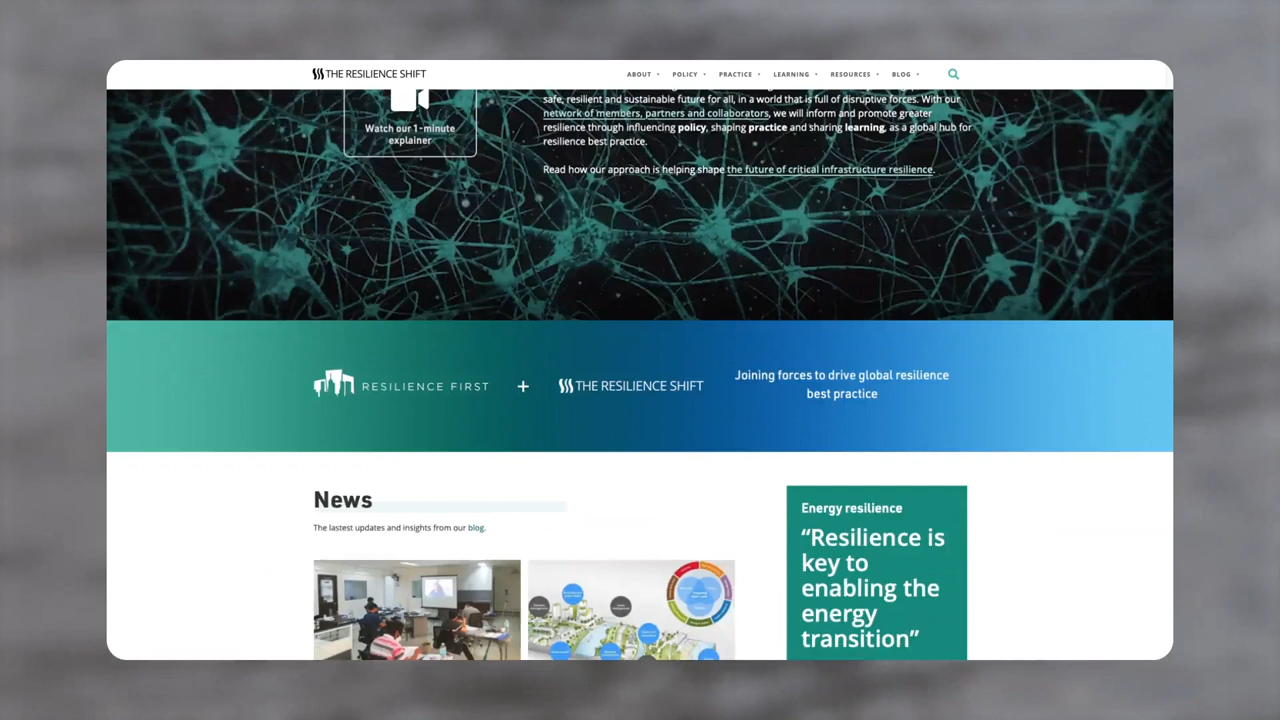 THE RESILIENCE SHIFT
ABOUT
POLICY
PRACTICE
LEARNING
RESOURCES
BLOG
Watch our 1-minute
explainer
safe, resilient and sustainable future for all, in a world that is full of disruptive forces. With our
network of members, partners and collaborators, we will inform and promote greater
resilience through influencing policy, shaping practice and sharing learning, as a global hub for
resilience best practice.
Read how our approach is helping shape the future of critical infrastructure resilience.
RESILIENCE FIRST
+
THE RESILIENCE SHIFT
Joining forces to drive global resilience
best practice
News
The lastest updates and insights from our blog.
Energy resilience
“Resilience is
key to
enabling the
energy
transition”